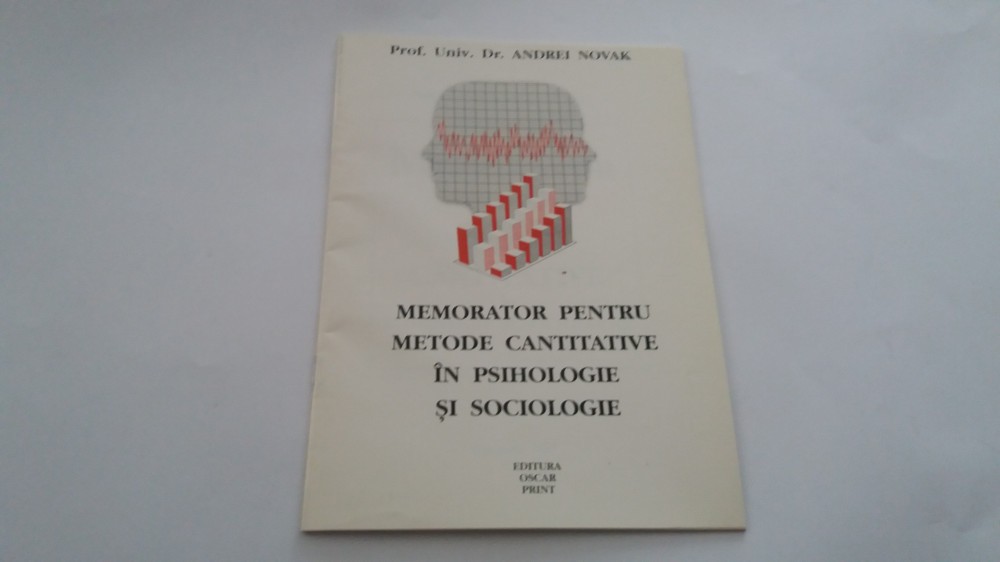 Prof. Univ. Dr. ANDREI NOVAK
MEMORATOR PENTRU
METODE CANTITATIVE
ÎN PSIHOLOGIE
ŞI SOCIOLOGIE
EDITURA
OSCAR
PRINT